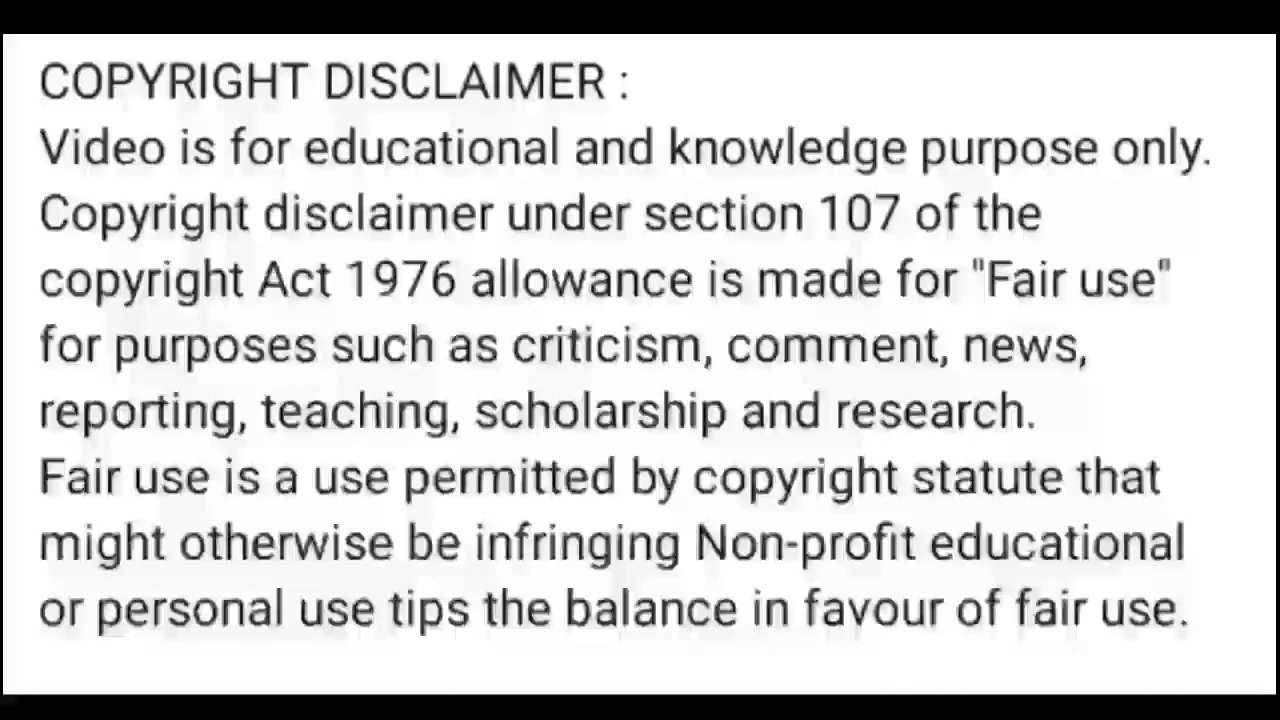 COPYRIGHT DISCLAIMER :
Video is for educational and knowledge purpose only.
Copyright disclaimer under section 107 of the
copyright Act 1976 allowance is made for "Fair use"
for purposes such as criticism, comment, news,
reporting, teaching, scholarship and research.
Fair use is a use permitted by copyright statute that
might otherwise be infringing Non-profit educational
or personal use tips the balance in favour of fair use.